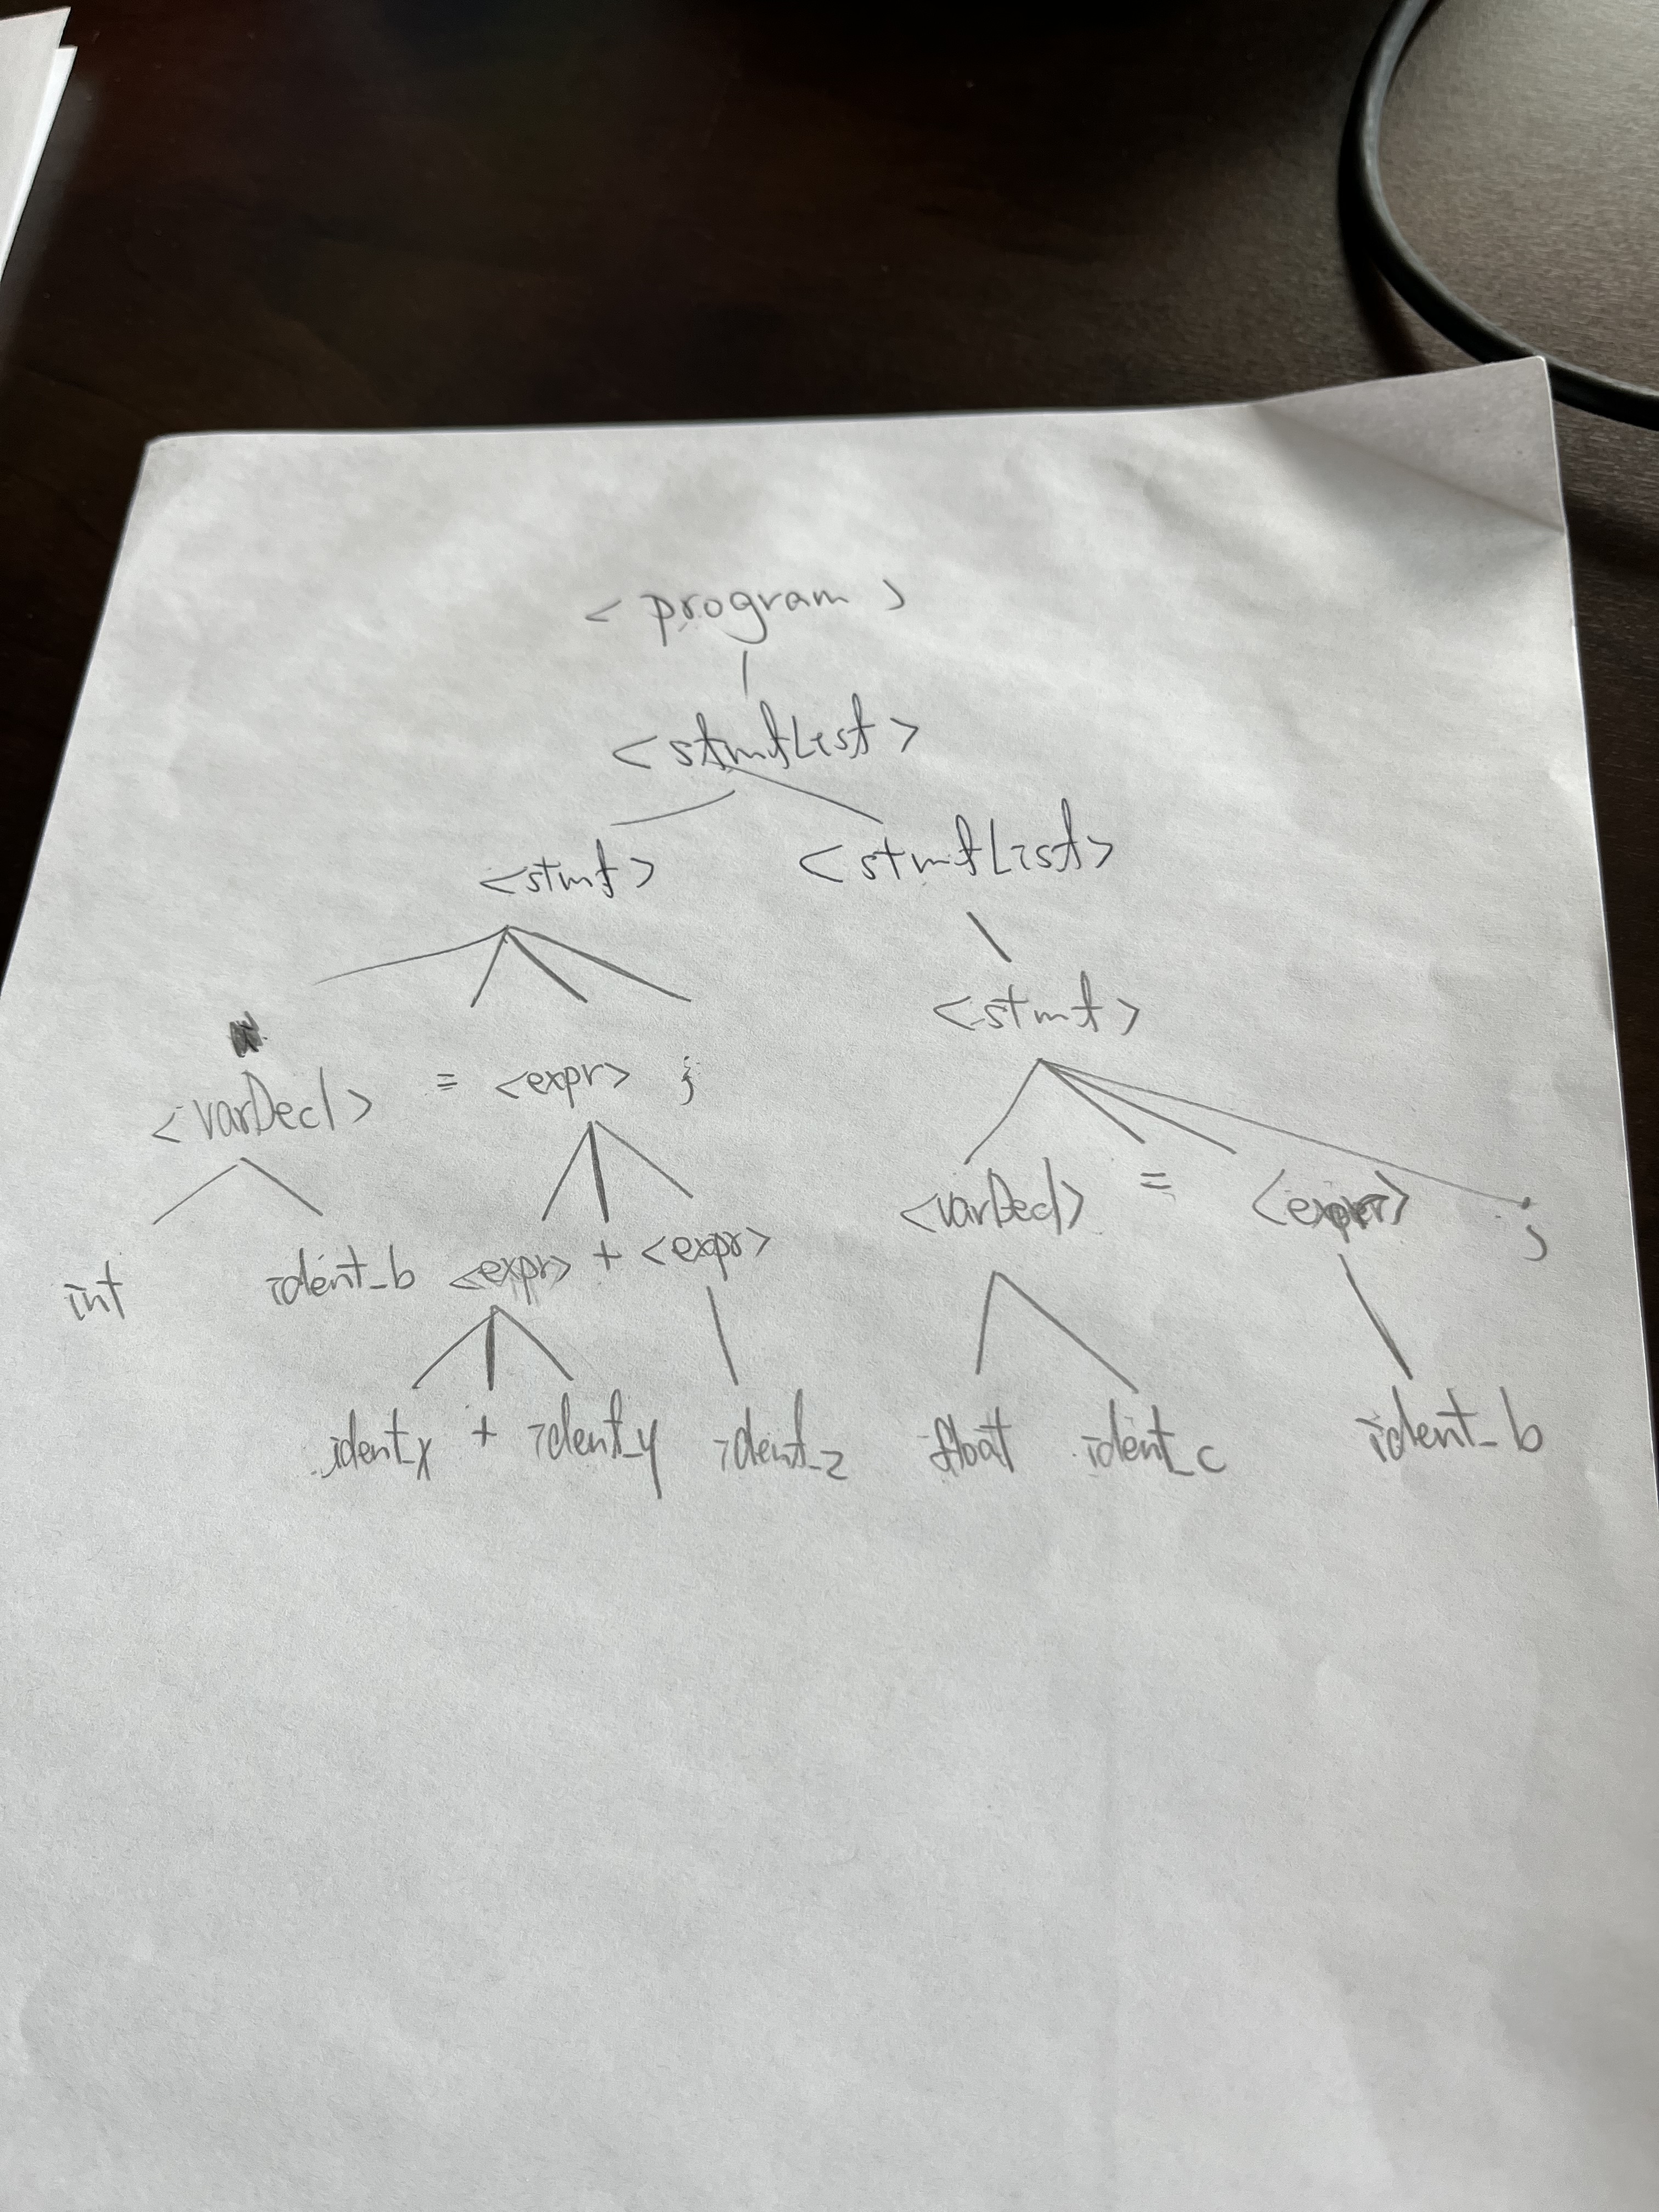 <program>
<stmtList>
<stmt> <stmtList>
<stmt>
<varDecl> = <expr> ;
<varDecl> = <expr> ;
int ident_b <expr> + <expr>
ident_x + ident_y ident_z float ident_c ident_b